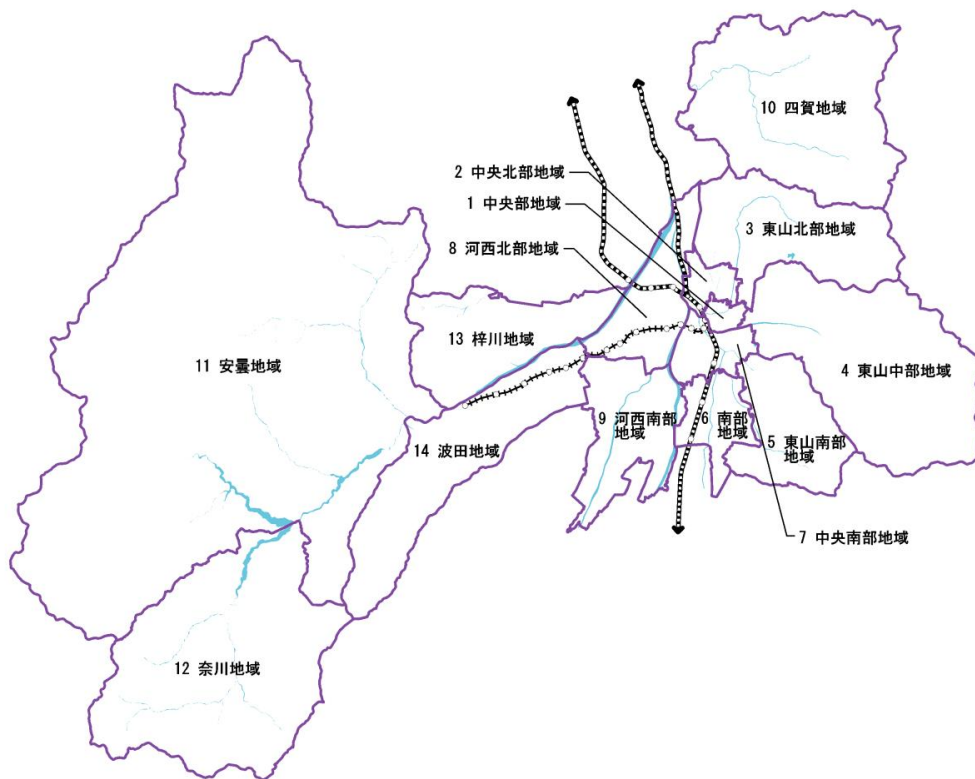 10 四賀地域
2 中央北部地域
1 中央部地域
3 東山北部地域
8 河西北部地域
13 梓川地域
11 安曇地域
4 東山中部地域
9 河西南部
地域
6 南部
地域
5 東山南部
地域
14 波田地域
7 中央南部地域
12 奈川地域